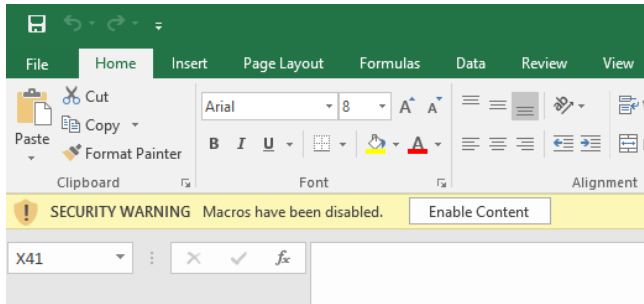 File Home Insert Page Layout Formulas Data Review View
Cut
Copy
Paste
Format Painter
Arial 8 A A
B I U A
Clipboard Font Alignment
SECURITY WARNING Macros have been disabled. Enable Content
X41 fx